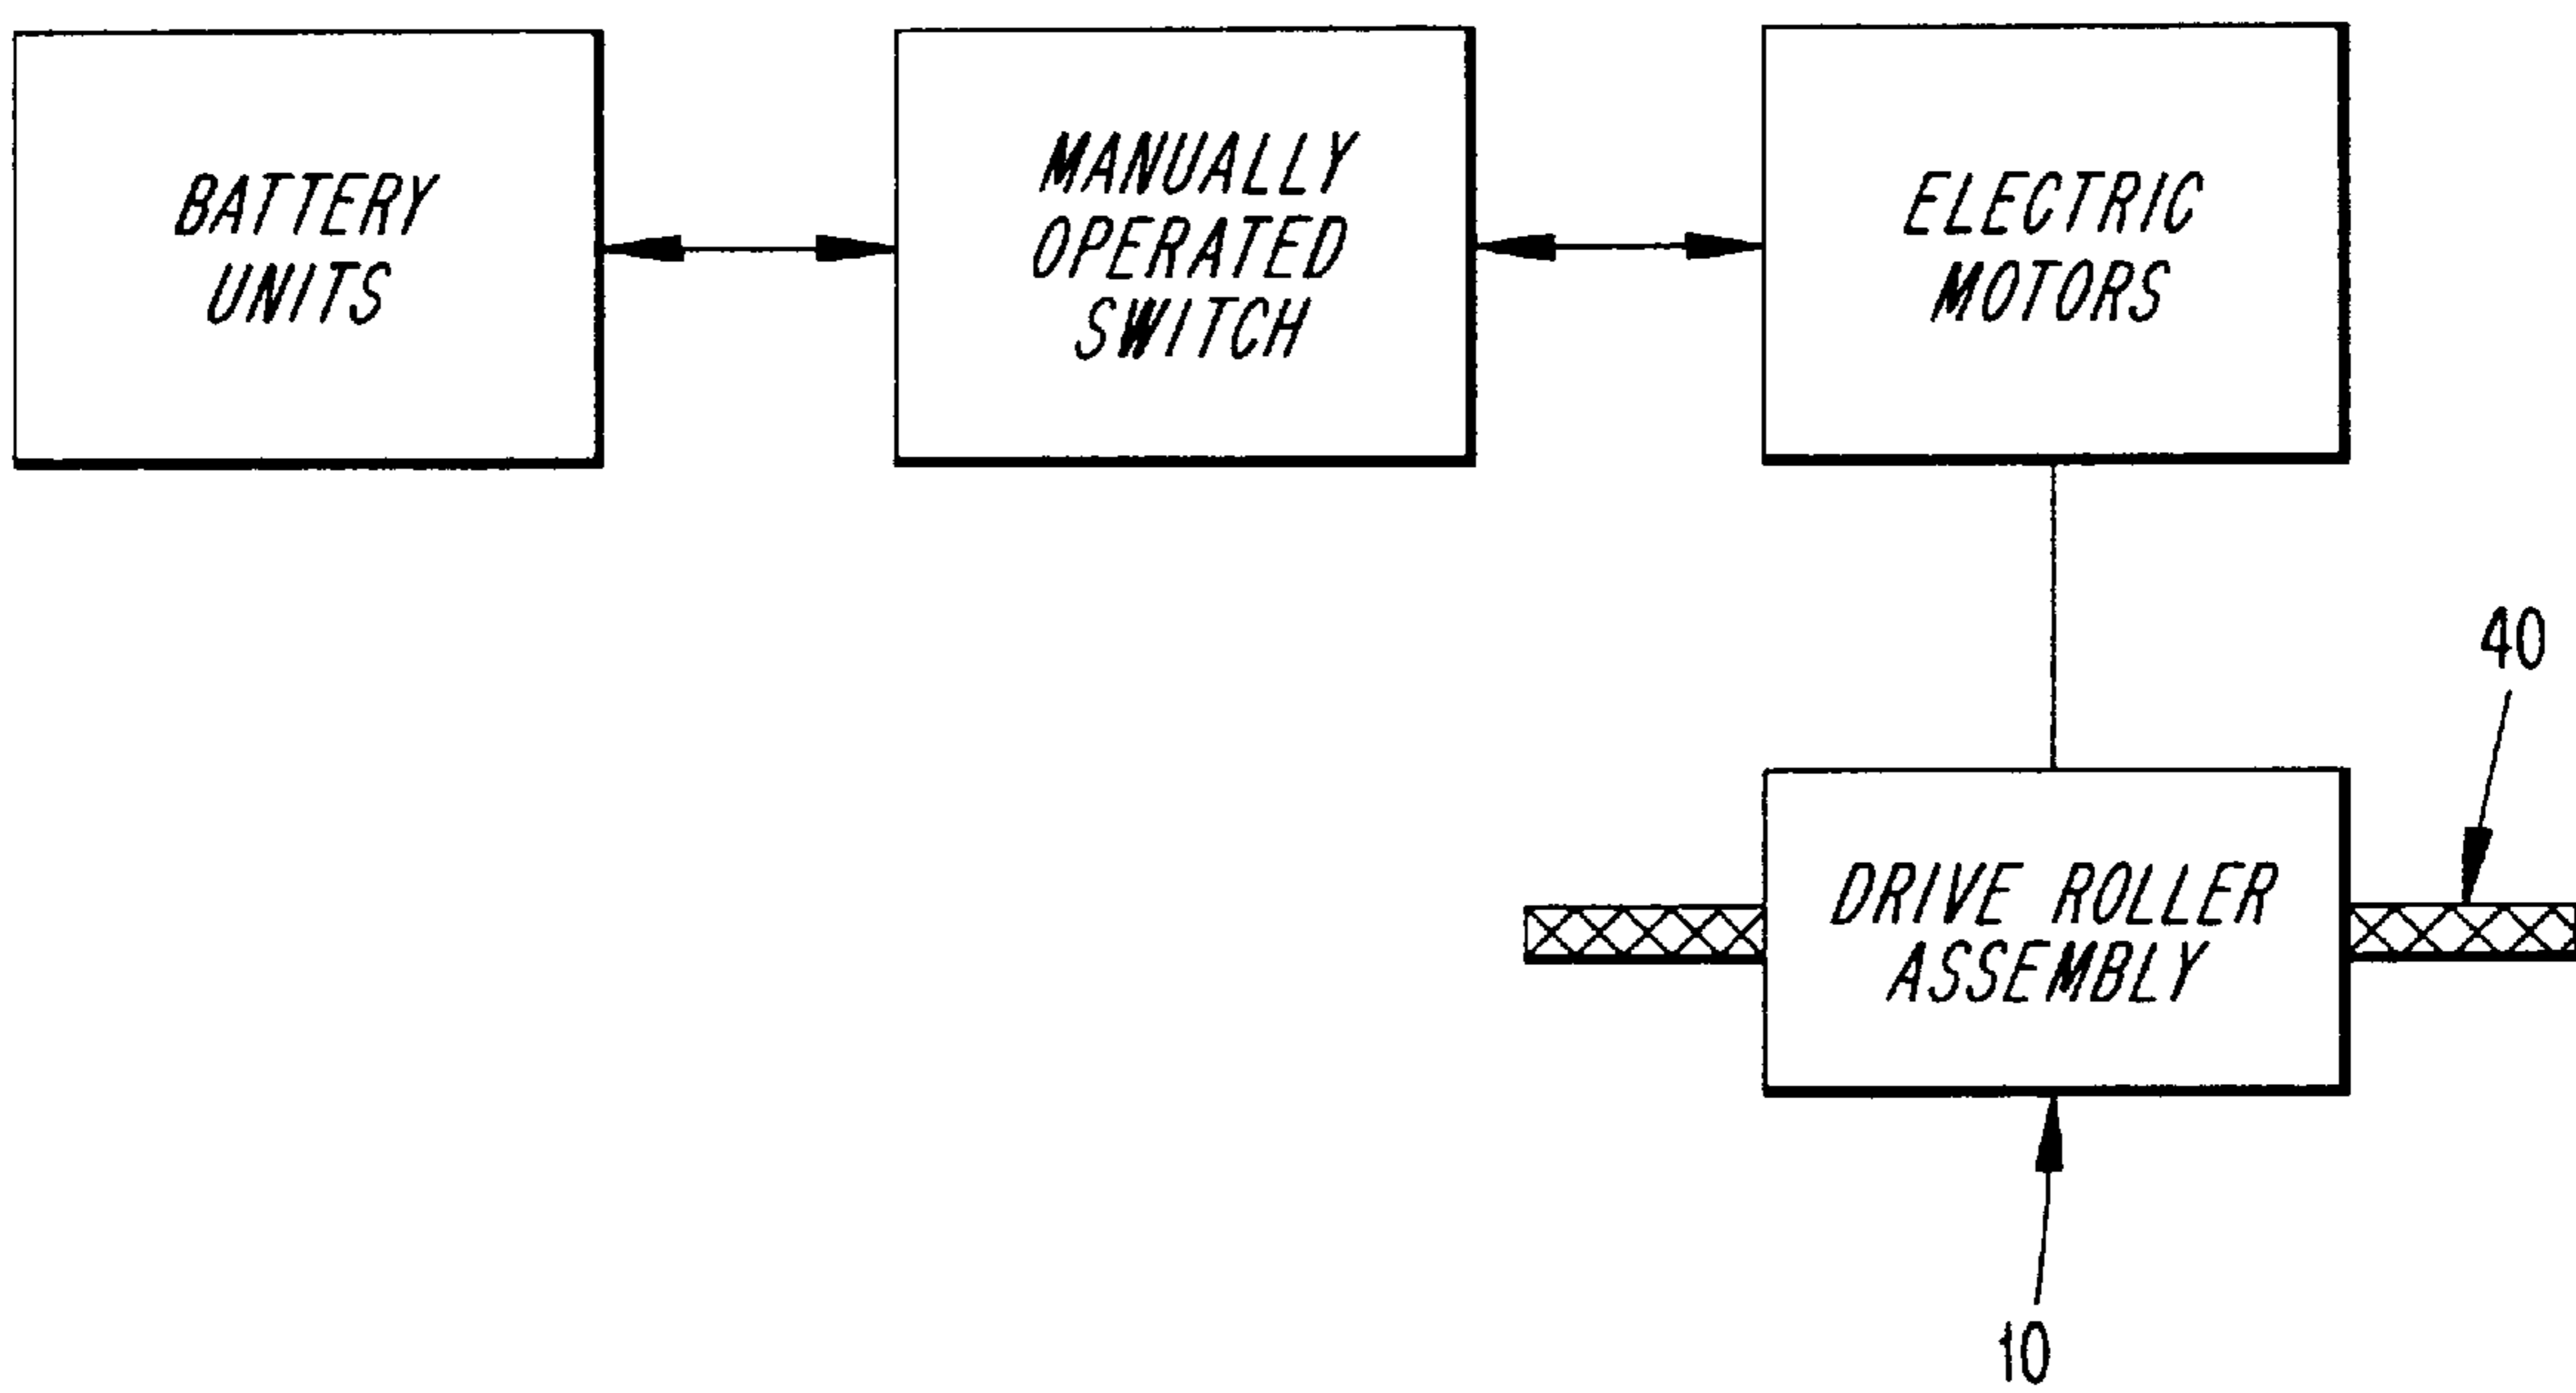 BATTERY
UNITS
MANUALLY
OPERATED
SWITCH
ELECTRIC
MOTORS
40
DRIVE ROLLER
ASSEMBLY
10